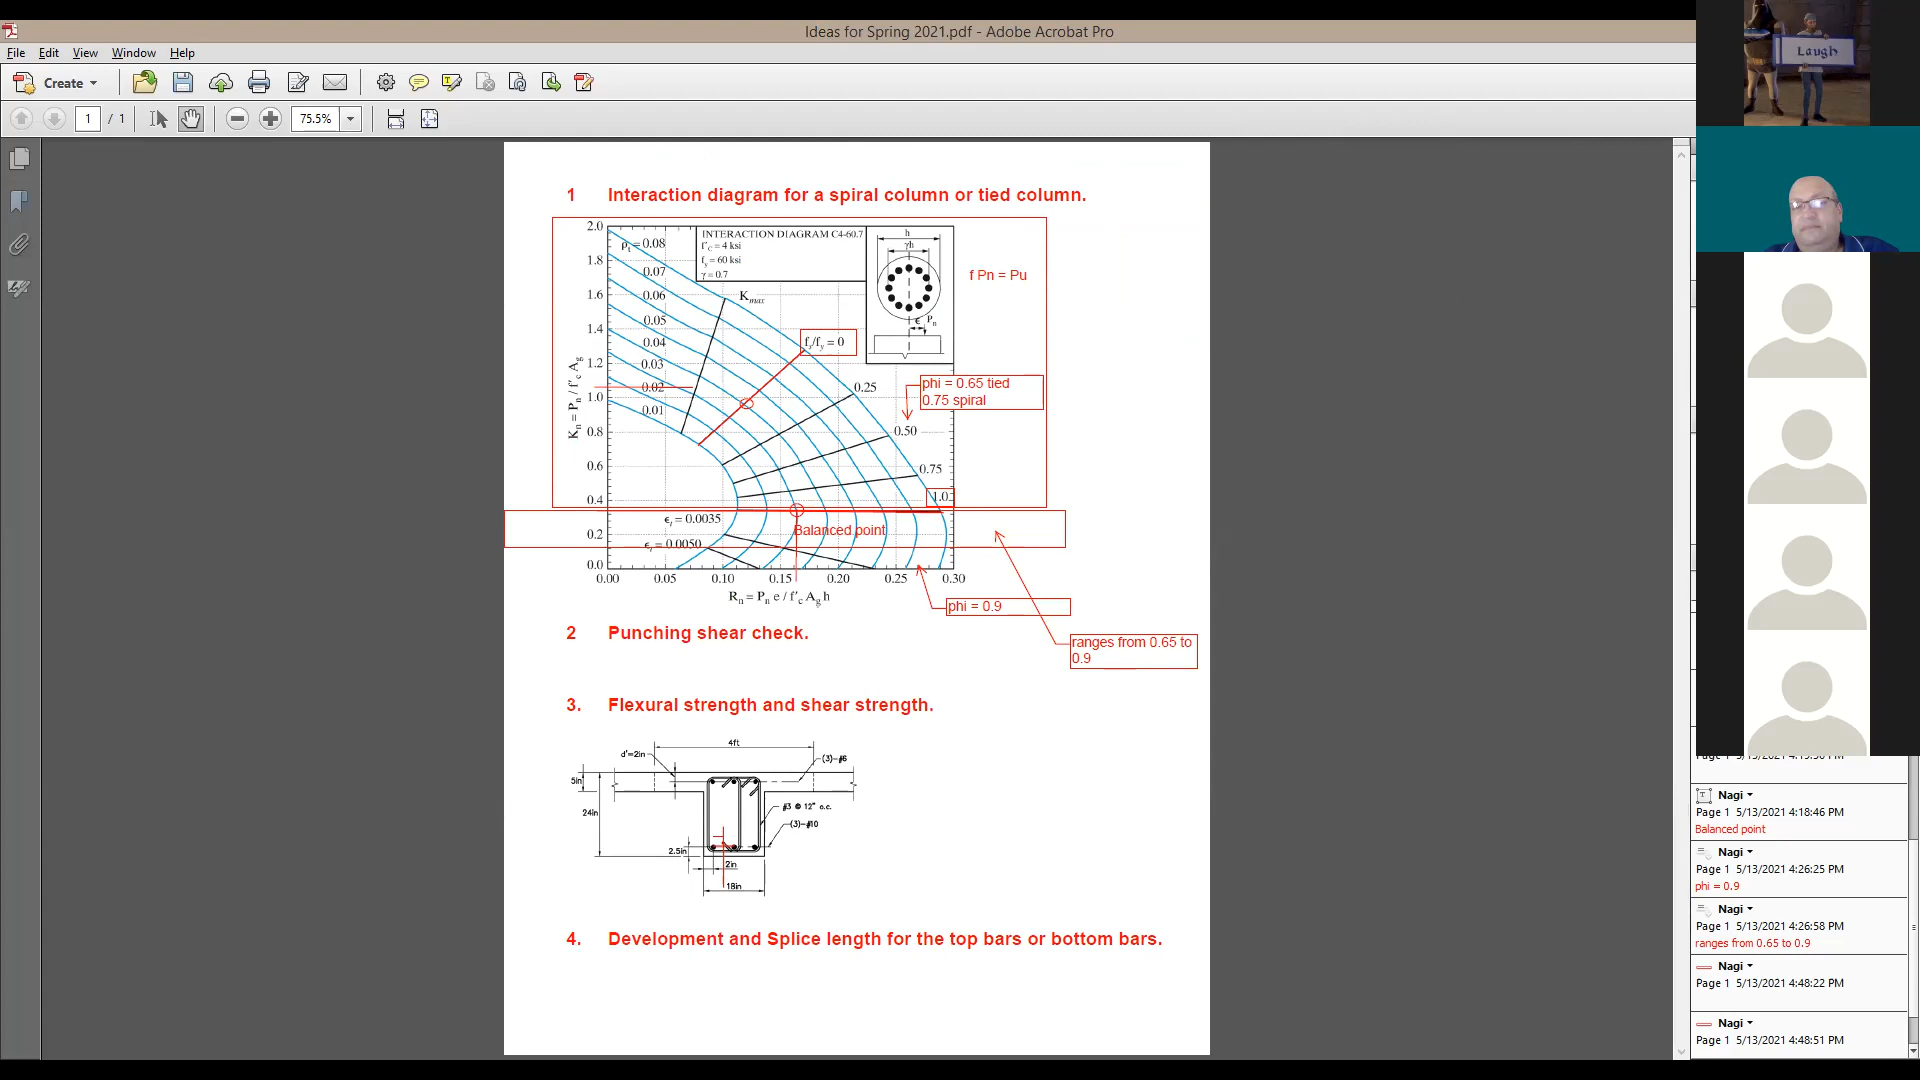 Ideas for Spring 2021.pdf - Adobe Acrobat Pro
File Edit View Window Help
Create
1 / 1
75.5%
Laugh
1 Interaction diagram for a spiral column or tied column.
INTERACTION DIAGRAM C4-60.7
f'c = 4 ksi
fy = 60 ksi
γ = 0.7
h
γh
e Pn
f Pn = Pu
2.0
1.8
1.6
1.4
1.2
1.0
0.8
0.6
0.4
0.2
0.0
Kn = Pn / f'c Ag
ρt = 0.08
0.07
0.06
0.05
0.04
0.03
0.02
0.01
Kmax
fs/fy = 0
0.25
0.50
0.75
1.0
phi = 0.65 tied
0.75 spiral
εt = 0.0035
Balanced point
εt = 0.0050
0.00 0.05 0.10 0.15 0.20 0.25 0.30
Rn = Pn e / f'c Ag h
phi = 0.9
ranges from 0.65 to
0.9
2 Punching shear check.
3. Flexural strength and shear strength.
4ft
d'=2in
(3)-#6
5in
24in
#3 @ 12" o.c.
(3)-#10
2.5in
2in
18in
4. Development and Splice length for the top bars or bottom bars.
Nagi
Page 1 5/13/2021 4:18:46 PM
Balanced point
Nagi
Page 1 5/13/2021 4:26:25 PM
phi = 0.9
Nagi
Page 1 5/13/2021 4:26:58 PM
ranges from 0.65 to 0.9
Nagi
Page 1 5/13/2021 4:48:22 PM
Nagi
Page 1 5/13/2021 4:48:51 PM